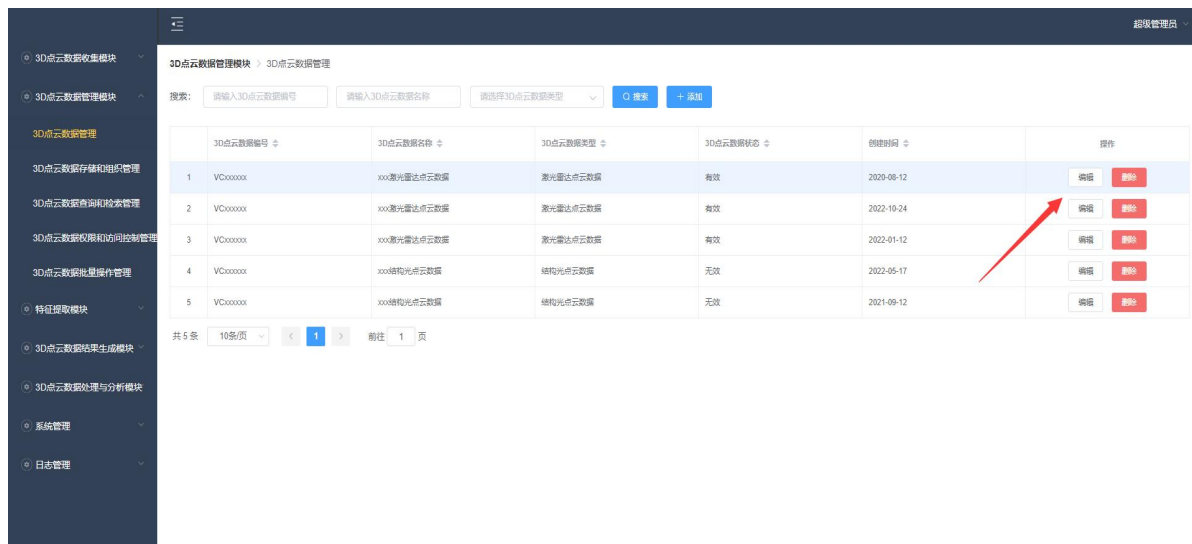 超级管理员
3D点云数据收集模块
3D点云数据管理模块
3D点云数据管理
3D点云数据存储和组织管理
3D点云数据查询和检索管理
3D点云数据权限和访问控制管理
3D点云数据批量操作管理
特征提取模块
3D点云数据结果生成模块
3D点云数据处理与分析模块
系统管理
日志管理
3D点云数据管理模块 > 3D点云数据管理
搜索: 请输入3D点云数据编号 请输入3D点云数据名称 请选择3D点云数据类型 搜索 + 添加
3D点云数据编号 3D点云数据名称 3D点云数据类型 3D点云数据状态 创建时间 操作
1 VCxxxxxx xxx激光雷达点云数据 激光雷达点云数据 有效 2020-08-12 编辑 删除
2 VCxxxxxx xxx激光雷达点云数据 激光雷达点云数据 有效 2022-10-24 编辑 删除
3 VCxxxxxx xxx激光雷达点云数据 激光雷达点云数据 有效 2022-01-12 编辑 删除
4 VCxxxxxx xxx结构光点云数据 结构光点云数据 无效 2022-05-17 编辑 删除
5 VCxxxxxx xxx结构光点云数据 结构光点云数据 无效 2021-09-12 编辑 删除
共 5 条 10条/页 < 1 > 前往 1 页